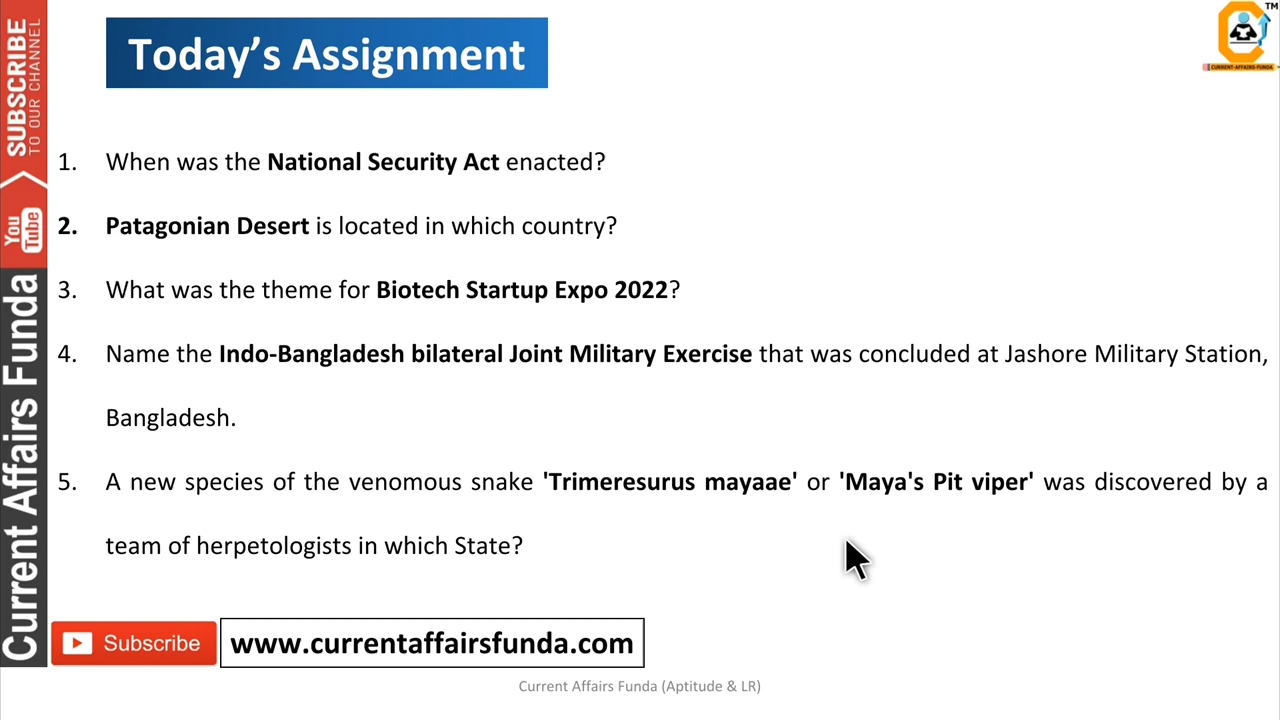 Today's Assignment
TM
CURRENT-AFFAIRS-FUNDA
SUBSCRIBE
TO OUR CHANNEL
You
Tube
Current Affairs Funda
1. When was the National Security Act enacted?
2. Patagonian Desert is located in which country?
3. What was the theme for Biotech Startup Expo 2022?
4. Name the Indo-Bangladesh bilateral Joint Military Exercise that was concluded at Jashore Military Station,
Bangladesh.
5. A new species of the venomous snake 'Trimeresurus mayaae' or 'Maya's Pit viper' was discovered by a
team of herpetologists in which State?
Subscribe
www.currentaffairsfunda.com
Current Affairs Funda (Aptitude & LR)